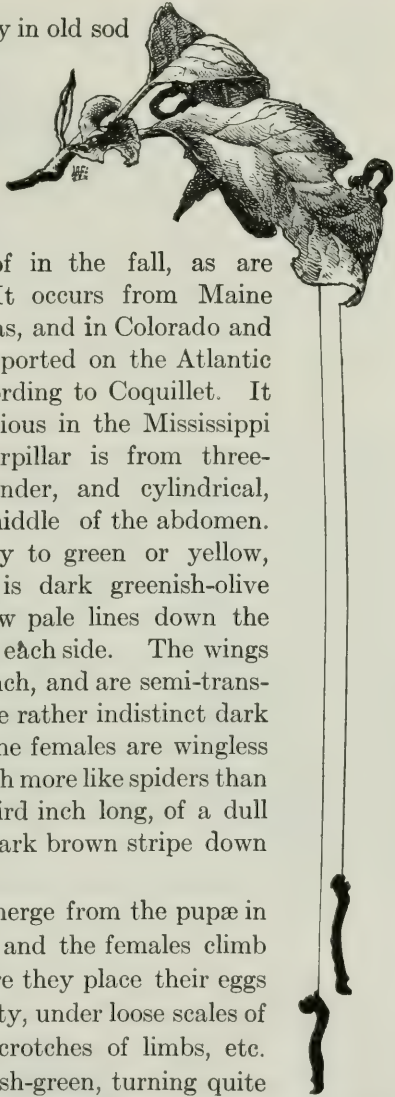 y in old sod
of in the fall, as are
It occurs from Maine
as, and in Colorado and
ported on the Atlantic
rding to Coquillet. It
ious in the Mississippi
rpillar is from three-
nder, and cylindrical,
niddle of the abdomen.
y to green or yellow,
is dark greenish-olive
w pale lines down the
each side. The wings
nch, and are semi-trans-
e rather indistinct dark
ne females are wingless
h more like spiders than
ird inch long, of a dull
ark brown stripe down
nerge from the pupæ in
and the females climb
re they place their eggs
ty, under loose scales of
crotches of limbs, etc.
sh-green, turning quite